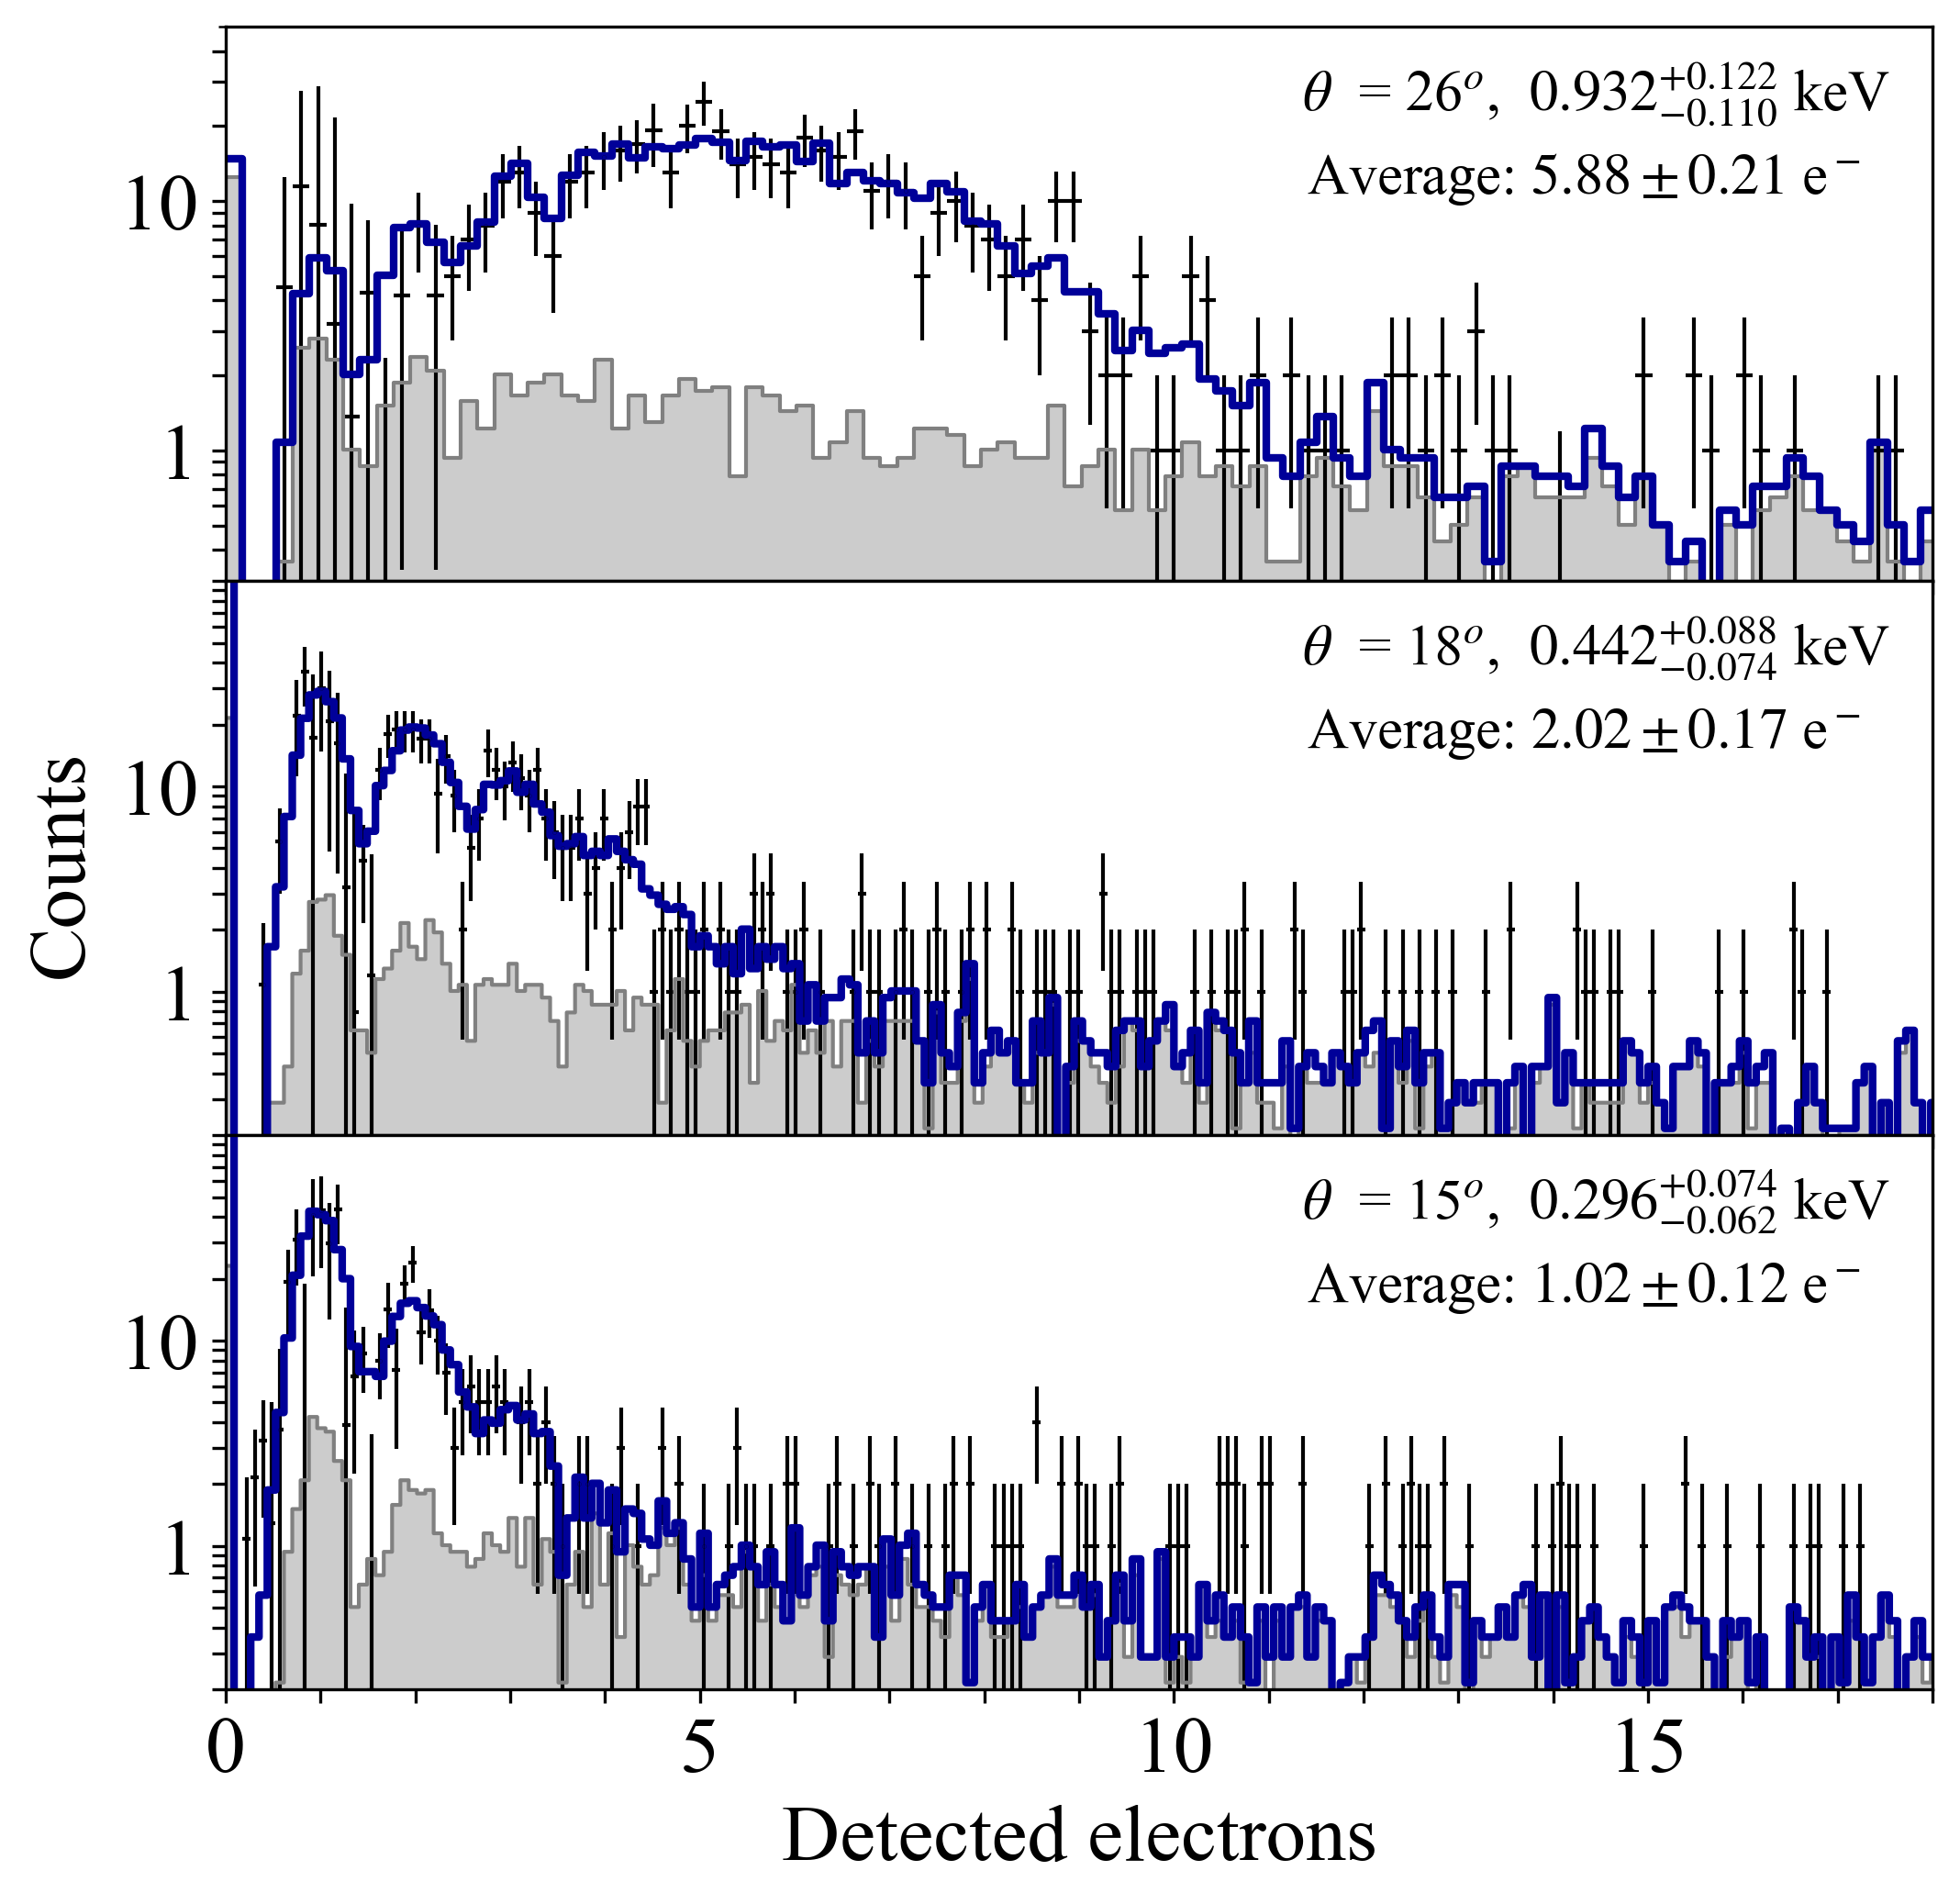 θ = 26°, 0.932 +0.122 −0.110 keV
Average: 5.88 ± 0.21 e⁻
10
1
θ = 18°, 0.442 +0.088 −0.074 keV
Average: 2.02 ± 0.17 e⁻
10
1
Counts
θ = 15°, 0.296 +0.074 −0.062 keV
Average: 1.02 ± 0.12 e⁻
10
1
0 5 10 15
Detected electrons